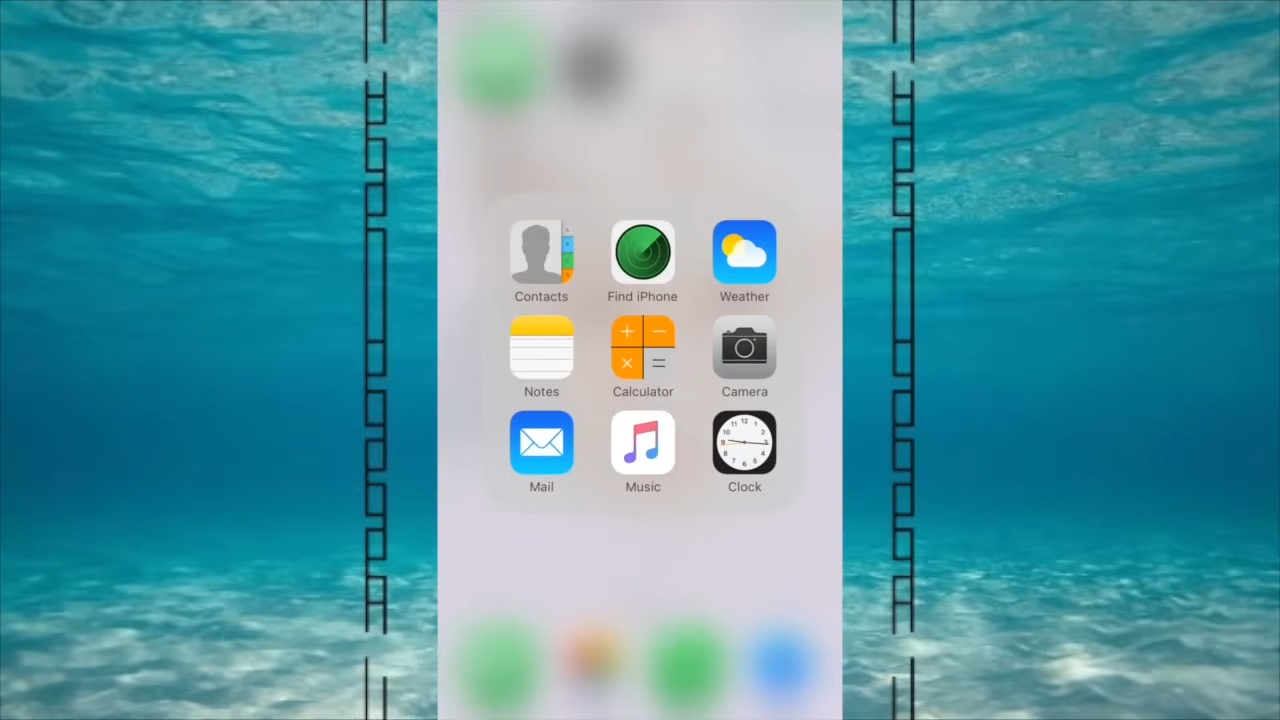 Contacts
Find iPhone
Weather
Notes
Calculator
Camera
Mail
Music
Clock